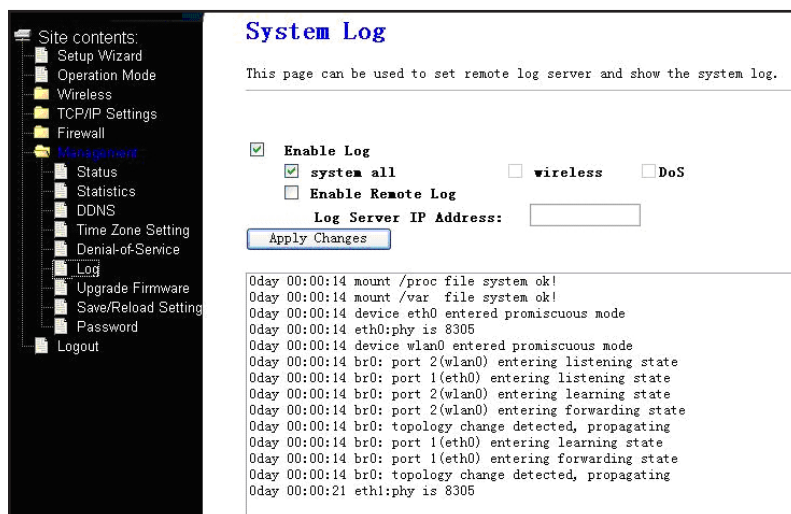 Site contents:
Setup Wizard
Operation Mode
Wireless
TCP/IP Settings
Firewall
Management
Status
Statistics
DDNS
Time Zone Setting
Denial-of-Service
Log
Upgrade Firmware
Save/Reload Setting
Password
Logout
System Log
This page can be used to set remote log server and show the system log.
Enable Log
system all wireless DoS
Enable Remote Log
Log Server IP Address:
Apply Changes
0day 00:00:14 mount /proc file system ok!
0day 00:00:14 mount /var  file system ok!
0day 00:00:14 device eth0 entered promiscuous mode
0day 00:00:14 eth0:phy is 8305
0day 00:00:14 device wlan0 entered promiscuous mode
0day 00:00:14 br0: port 2(wlan0) entering listening state
0day 00:00:14 br0: port 1(eth0) entering listening state
0day 00:00:14 br0: port 2(wlan0) entering learning state
0day 00:00:14 br0: port 2(wlan0) entering forwarding state
0day 00:00:14 br0: topology change detected, propagating
0day 00:00:14 br0: port 1(eth0) entering learning state
0day 00:00:14 br0: port 1(eth0) entering forwarding state
0day 00:00:14 br0: topology change detected, propagating
0day 00:00:21 eth1:phy is 8305